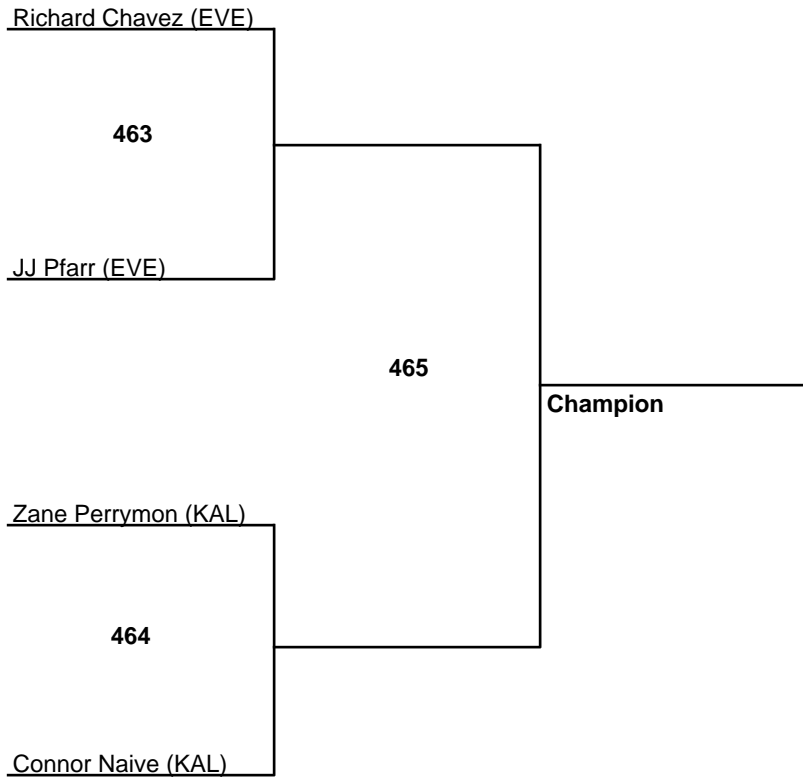 Richard Chavez (EVE)
463
JJ Pfarr (EVE)
465
Champion
Zane Perrymon (KAL)
464
Connor Naive (KAL)